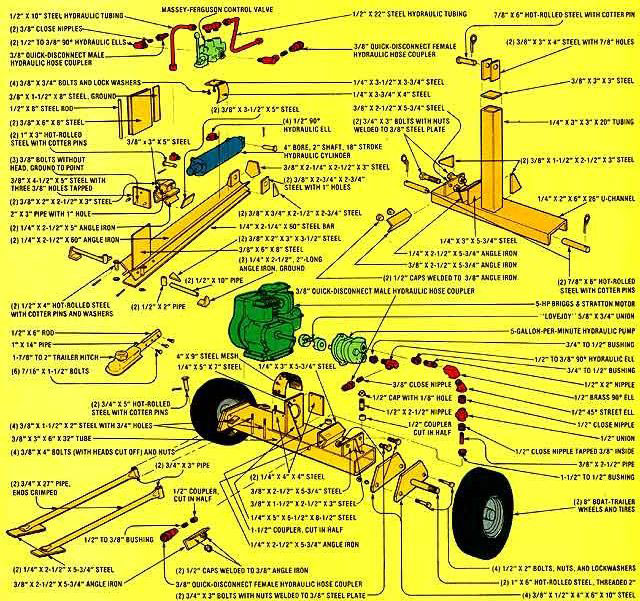 1/2" X 10" STEEL HYDRAULIC TUBING
(2) 3/8" CLOSE NIPPLES
(2) 1/2" TO 3/8" 90° HYDRAULIC ELLS
3/8" QUICK-DISCONNECT MALE
HYDRAULIC HOSE COUPLER
MASSEY-FERGUSON CONTROL VALVE
1/2" X 22" STEEL HYDRAULIC TUBING
3/8" QUICK-DISCONNECT FEMALE
HYDRAULIC HOSE COUPLER
7/8" X 6" HOT-ROLLED STEEL WITH COTTER PIN
(2) 3/8" X 3" X 4" STEEL WITH 7/8" HOLES
3/8" X 3" X 3" STEEL
1/4" X 3" X 3" X 20" TUBING
(2) 3/8" X 1-1/2" X 2-1/2" X 3" STEEL
1/4" X 2" X 6" X 26" U-CHANNEL
(2) 7/8" X 8" HOT-ROLLED
STEEL WITH COTTER PINS
(4) 3/8" X 3/4" BOLTS AND LOCK WASHERS
3/8" X 1-1/2" X 8" STEEL, GROUND
1/2" X 8" STEEL ROD
(2) 3/8" X 6" X 8" STEEL
(2) 1" X 3" HOT-ROLLED
STEEL WITH COTTER PINS
3/8" X 3" X 5" STEEL
(3) 3/8" BOLTS WITHOUT
HEAD, GROUND TO POINT
3/8" X 4-1/2" X 5" STEEL WITH
THREE 3/8" HOLES TAPPED
(2) 3/8" X 2" X 2-1/2" X 3" STEEL
2" X 3" PIPE WITH 1" HOLE
(2) 1/4" X 2-1/2" X 5" ANGLE IRON
(2) 1/4" X 2-1/2" X 60" ANGLE IRON
(2) 3/8" X 3-1/2" X 5" STEEL
(4) 1/2" 90°
HYDRAULIC ELL
4" BORE, 2" SHAFT, 18" STROKE
HYDRAULIC CYLINDER
3/8" X 2-1/4" X 2-1/2" X 3" STEEL
(2) 3/8" X 2-3/4" X 2-3/4"
STEEL WITH 1" HOLES
(2) 3/8" X 3/4" X 2-1/2" X 2-3/4" STEEL
1/4" X 2-1/4" X 60" STEEL BAR
(2) 3/8" X 2" X 3" X 3-1/2" STEEL
3/8" X 6" X 8" STEEL
(2) 1/4" X 2-1/2", 2"-LONG
ANGLE IRON, GROUND
(2) 1/2" X 10" PIPE
3/8" QUICK-DISCONNECT MALE HYDRAULIC HOSE COUPLER
1/4" X 3-1/2" X 3-3/4" STEEL
1/4" X 3-3/4" X 4" STEEL
3/8" X 2-1/2" X 5-3/4" STEEL
(2) 3/4" X 3" BOLTS WITH NUTS
WELDED TO 3/8" STEEL PLATE
1/4" X 3" X 5-3/4" STEEL
1/4" X 2-1/2" X 5-3/4" ANGLE IRON
3/8" X 2-1/2" X 5-3/4" ANGLE IRON
(2) 1/2" CAPS WELDED TO 3/8" STEEL
(2) 1/2" X 4" HOT-ROLLED STEEL
WITH COTTER PINS AND WASHERS
(2) 1/2" X 2" PIPE
1/2" X 6" ROD
1" X 14" PIPE
1-7/8" TO 2" TRAILER HITCH
(6) 7/16" X 1-1/2" BOLTS
5-HP BRIGGS & STRATTON MOTOR
"LOVEJOY" 5/8" X 3/4" UNION
5-GALLON-PER-MINUTE HYDRAULIC PUMP
3/4" TO 1/2" BUSHING
1/2" TO 3/8" 90° HYDRAULIC ELL
3/4" TO 1/2" BUSHING
1/2" X 2" NIPPLE
1/2" BRASS 90° ELL
1/2" 45° STREET ELL
1/2" CLOSE NIPPLE
1/2" UNION
1/2" CLOSE NIPPLE TAPPED 3/8" INSIDE
3/8" X 2-1/2" PIPE
1-1/2" TO 1/2" BUSHING
(2) 8" BOAT-TRAILER
WHEELS AND TIRES
4" X 9" STEEL MESH
1/4" X 5" X 7" STEEL
1/4" X 3" X 5-3/4" STEEL
3/8" CLOSE NIPPLE
1/2" CAP WITH 1/8" HOLE
1/2" X 2-1/2" NIPPLE
1/2" COUPLER
CUT IN HALF
(2) 3/4" X 5" HOT-ROLLED
STEEL WITH COTTER PINS
(4) 3/8" X 1-1/2" X 2" STEEL WITH 3/4" HOLES
3/8" X 3" X 6" X 32" TUBE
(4) 3/8" X 4" BOLTS (WITH HEADS CUT OFF) AND NUTS
(2) 3/4" X 3" PIPE
(2) 3/4" X 27" PIPE,
ENDS CRIMPED
1/2" COUPLER,
CUT IN HALF
1/2" TO 3/8" BUSHING
(2) 1/4" X 4" X 4" STEEL
3/8" X 2-1/2" X 5-3/4" STEEL
3/8" X 1-1/2" X 2-1/2" X 3" STEEL
1/4" X 5" X 6-1/2" X 8-1/2" STEEL
1-1/2" COUPLER, CUT IN HALF
1/4" X 2-1/2" X 5-3/4" ANGLE IRON
(2) 1/4" X 2-1/2" X 5-3/4" STEEL
3/8" X 2-1/2" X 5-3/4" ANGLE IRON
(2) 1/2" CAPS WELDED TO 3/8" ANGLE IRON
3/8" QUICK-DISCONNECT FEMALE HYDRAULIC HOSE COUPLER
(2) 3/4" X 3" BOLTS WITH NUTS WELDED TO 3/8" STEEL
(4) 1/2" X 2" BOLTS, NUTS, AND LOCKWASHERS
(2) 1" X 6" HOT-ROLLED STEEL, THREADED 2"
(4) 3/8" X 1/2" X 4" X 6" X 10" STEEL